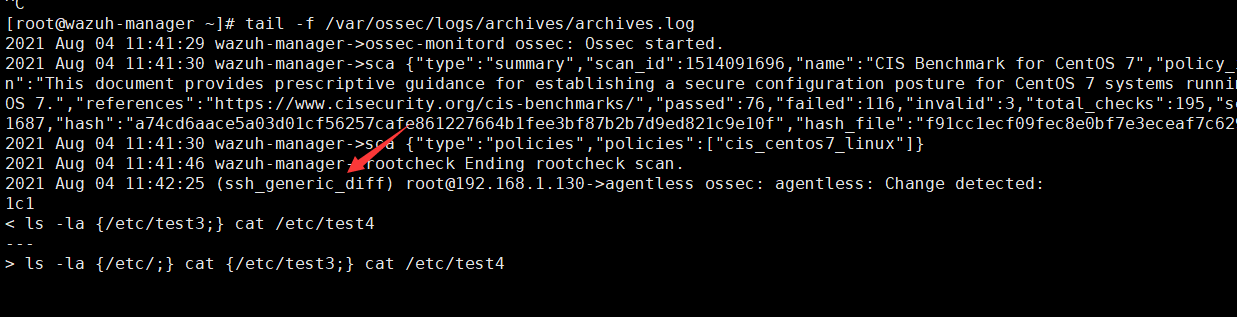 ^C
[root@wazuh-manager ~]# tail -f /var/ossec/logs/archives/archives.log
2021 Aug 04 11:41:29 wazuh-manager->ossec-monitord ossec: Ossec started.
2021 Aug 04 11:41:30 wazuh-manager->sca {"type":"summary","scan_id":1514091696,"name":"CIS Benchmark for CentOS 7","policy_
n":"This document provides prescriptive guidance for establishing a secure configuration posture for CentOS 7 systems runnin
OS 7.","references":"https://www.cisecurity.org/cis-benchmarks/","passed":76,"failed":116,"invalid":3,"total_checks":195,"s
1687,"hash":"a74cd6aace5a03d01cf56257cafe861227664b1fee3bf87b2b7d9ed821c9e10f","hash_file":"f91cc1ecf09fec8e0bf7e3eceaf7c629
2021 Aug 04 11:41:30 wazuh-manager->sca {"type":"policies","policies":["cis_centos7_linux"]}
2021 Aug 04 11:41:46 wazuh-manager->rootcheck Ending rootcheck scan.
2021 Aug 04 11:42:25 (ssh_generic_diff) root@192.168.1.130->agentless ossec: agentless: Change detected:
1c1
< ls -la {/etc/test3;} cat /etc/test4
---
> ls -la {/etc/;} cat {/etc/test3;} cat /etc/test4